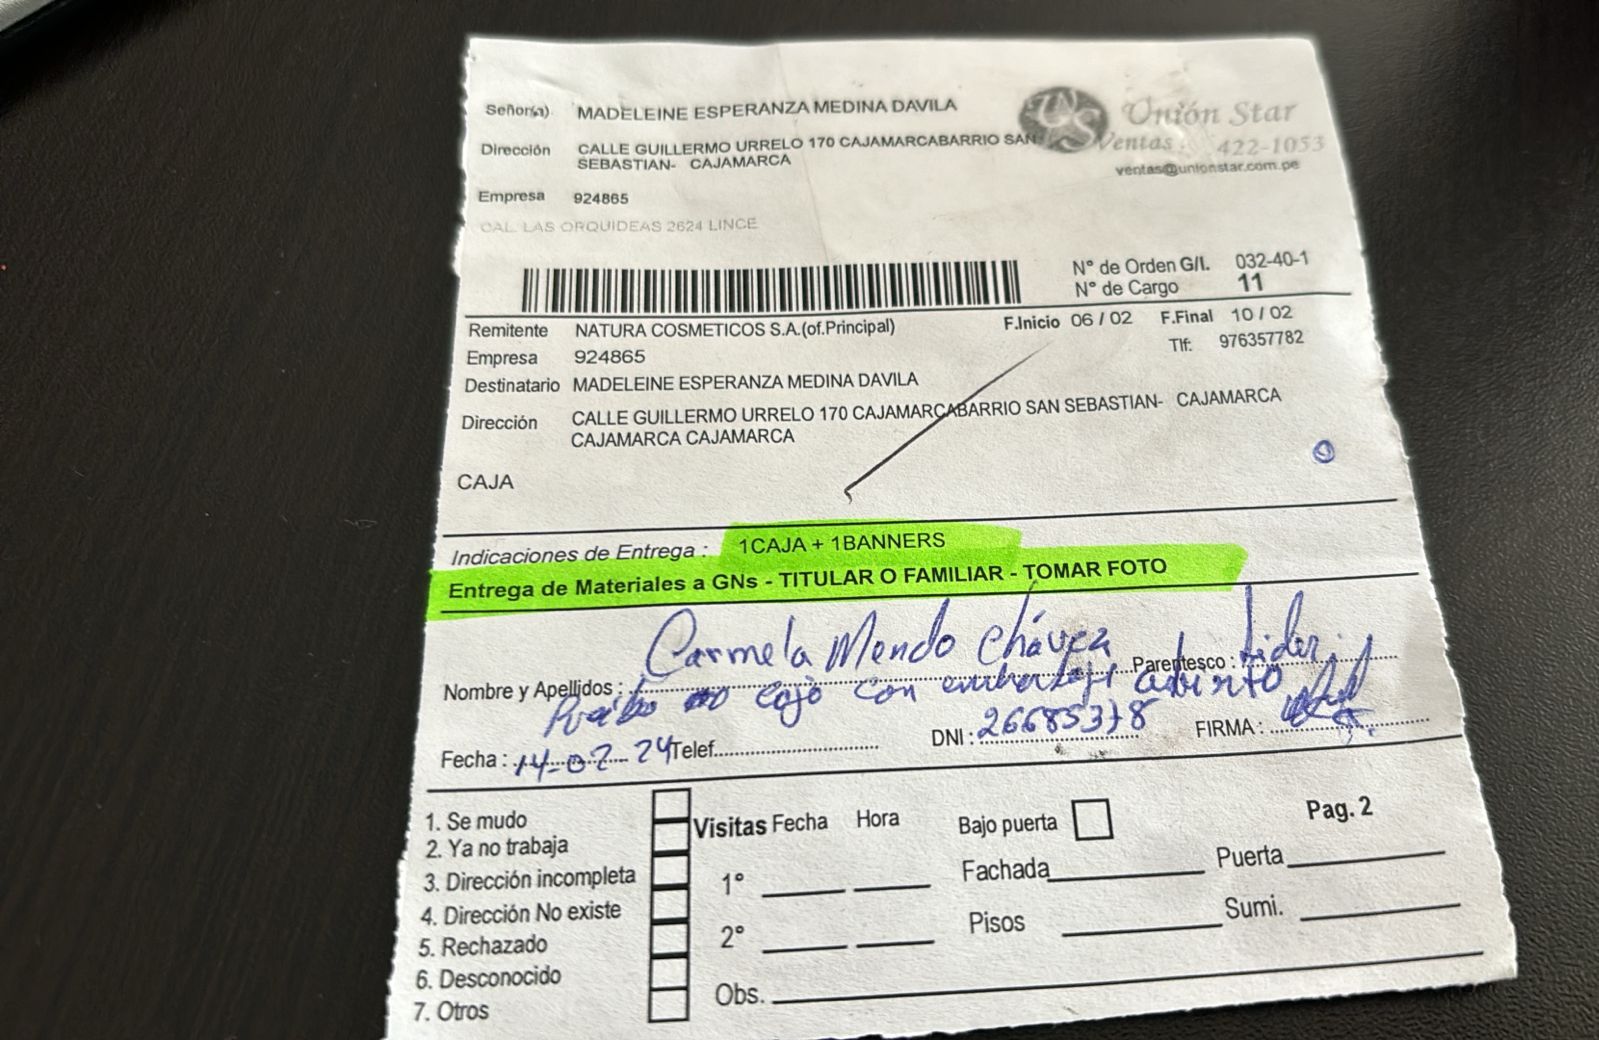 Señor(a) MADELEINE ESPERANZA MEDINA DAVILA
Unión Star
Dirección CALLE GUILLERMO URRELO 170 CAJAMARCABARRIO SAN
SEBASTIAN- CAJAMARCA
Ventas 422-1053
ventas@unionstar.com.pe
Empresa 924865
CAL. LAS ORQUIDEAS 2624 LINCE
N° de Orden G/I. 032-40-1
N° de Cargo 11
Remitente NATURA COSMETICOS S.A.(of.Principal) F.Inicio 06 / 02 F.Final 10 / 02
Empresa 924865 Tlf: 976357782
Destinatario MADELEINE ESPERANZA MEDINA DAVILA
Dirección CALLE GUILLERMO URRELO 170 CAJAMARCABARRIO SAN SEBASTIAN- CAJAMARCA
CAJAMARCA CAJAMARCA
CAJA
Indicaciones de Entrega : 1CAJA + 1BANNERS
Entrega de Materiales a GNs - TITULAR O FAMILIAR - TOMAR FOTO
Nombre y Apellidos : Carmela Mendo Chávez Parentesco : Lider
Recibo caja con abierto
Fecha : 14-02-24 Telef. DNI : 26685378 FIRMA :
1. Se mudo
2. Ya no trabaja
3. Dirección incompleta
4. Dirección No existe
5. Rechazado
6. Desconocido
7. Otros
Visitas Fecha Hora
1°
2°
Obs.
Bajo puerta
Fachada Puerta
Pisos Sumi.
Pag. 2